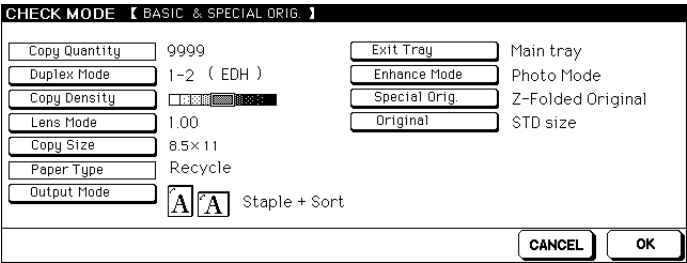 CHECK MODE 【 BASIC & SPECIAL ORIG. 】
Copy Quantity 9999
Duplex Mode 1-2 ( EDH )
Copy Density
Lens Mode 1.00
Copy Size 8.5×11
Paper Type Recycle
Output Mode A A Staple + Sort
Exit Tray Main tray
Enhance Mode Photo Mode
Special Orig. Z-Folded Original
Original STD size
CANCEL OK